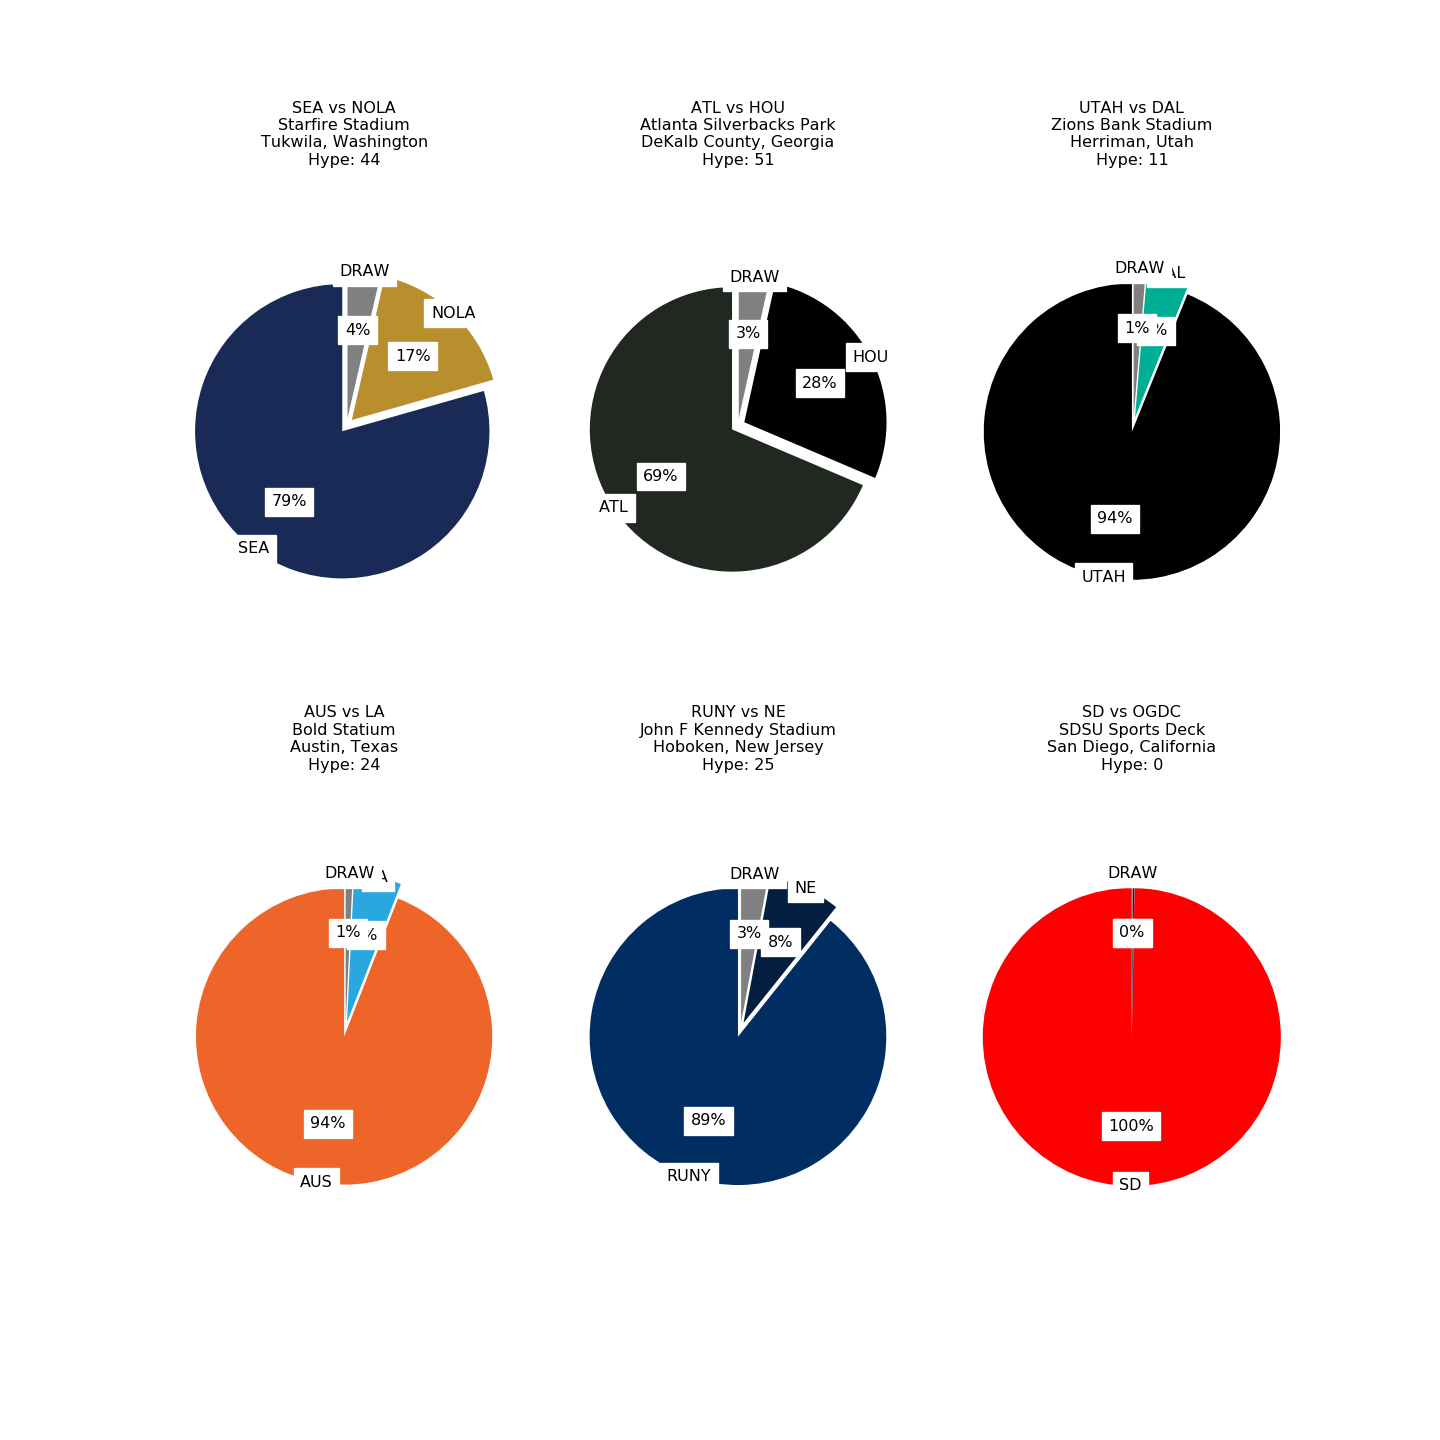 SEA vs NOLA
Starfire Stadium
Tukwila, Washington
Hype: 44
DRAW
NOLA
4%
17%
79%
SEA
ATL vs HOU
Atlanta Silverbacks Park
DeKalb County, Georgia
Hype: 51
DRAW
HOU
3%
28%
69%
ATL
UTAH vs DAL
Zions Bank Stadium
Herriman, Utah
Hype: 11
DRAW
1%
94%
UTAH
AUS vs LA
Bold Statium
Austin, Texas
Hype: 24
DRAW
1%
94%
AUS
RUNY vs NE
John F Kennedy Stadium
Hoboken, New Jersey
Hype: 25
DRAW
NE
3%
8%
89%
RUNY
SD vs OGDC
SDSU Sports Deck
San Diego, California
Hype: 0
DRAW
0%
100%
SD